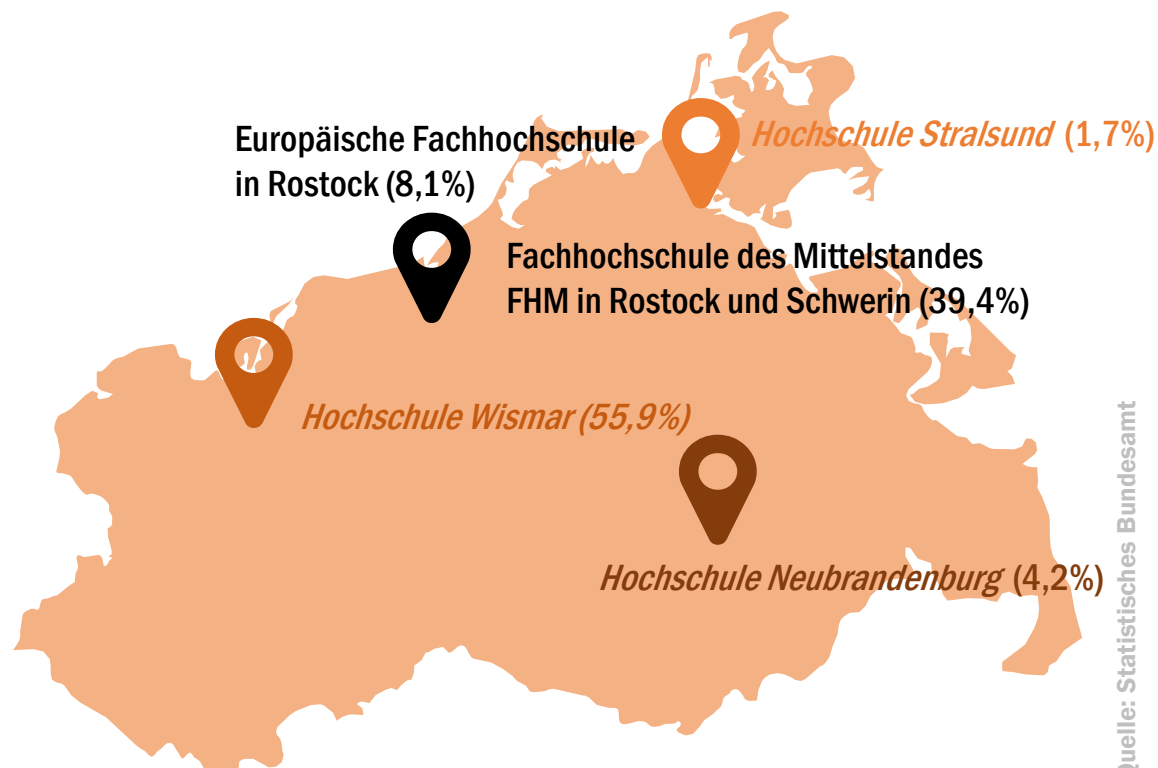 Europäische Fachhochschule
in Rostock (8,1%)
Hochschule Stralsund (1,7%)
Fachhochschule des Mittelstandes
FHM in Rostock und Schwerin (39,4%)
Hochschule Wismar (55,9%)
Hochschule Neubrandenburg (4,2%)
Quelle: Statistisches Bundesamt